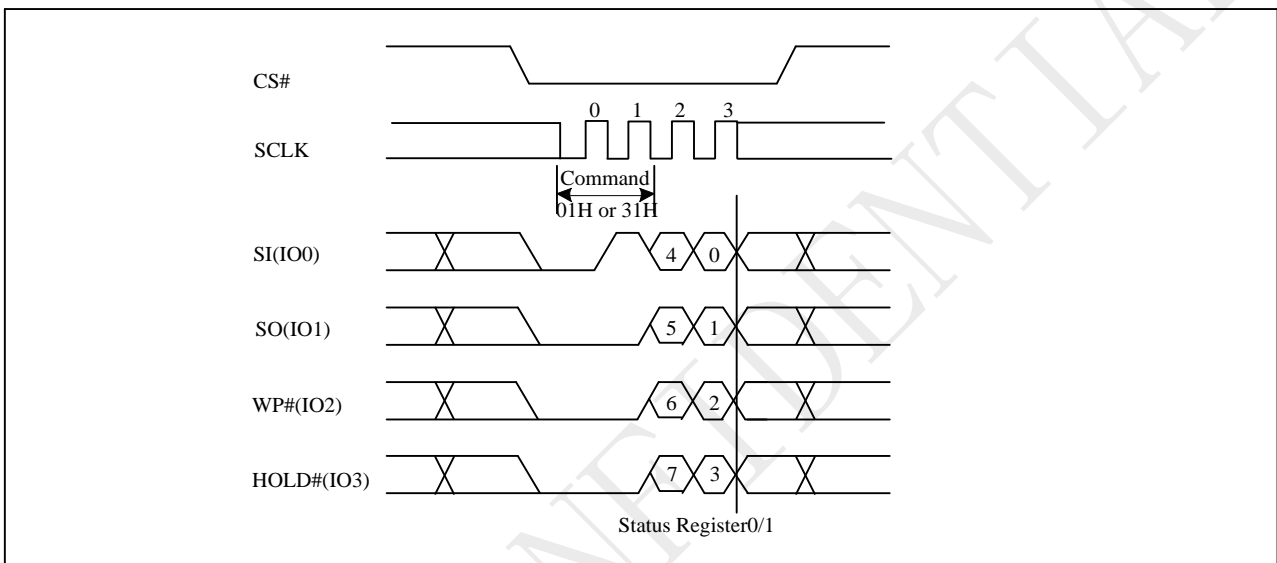 CS#
0 1 2 3
SCLK
Command
01H or 31H
SI(IO0)
4 0
SO(IO1)
5 1
WP#(IO2)
6 2
HOLD#(IO3)
7 3
Status Register0/1
NFIDENTIA